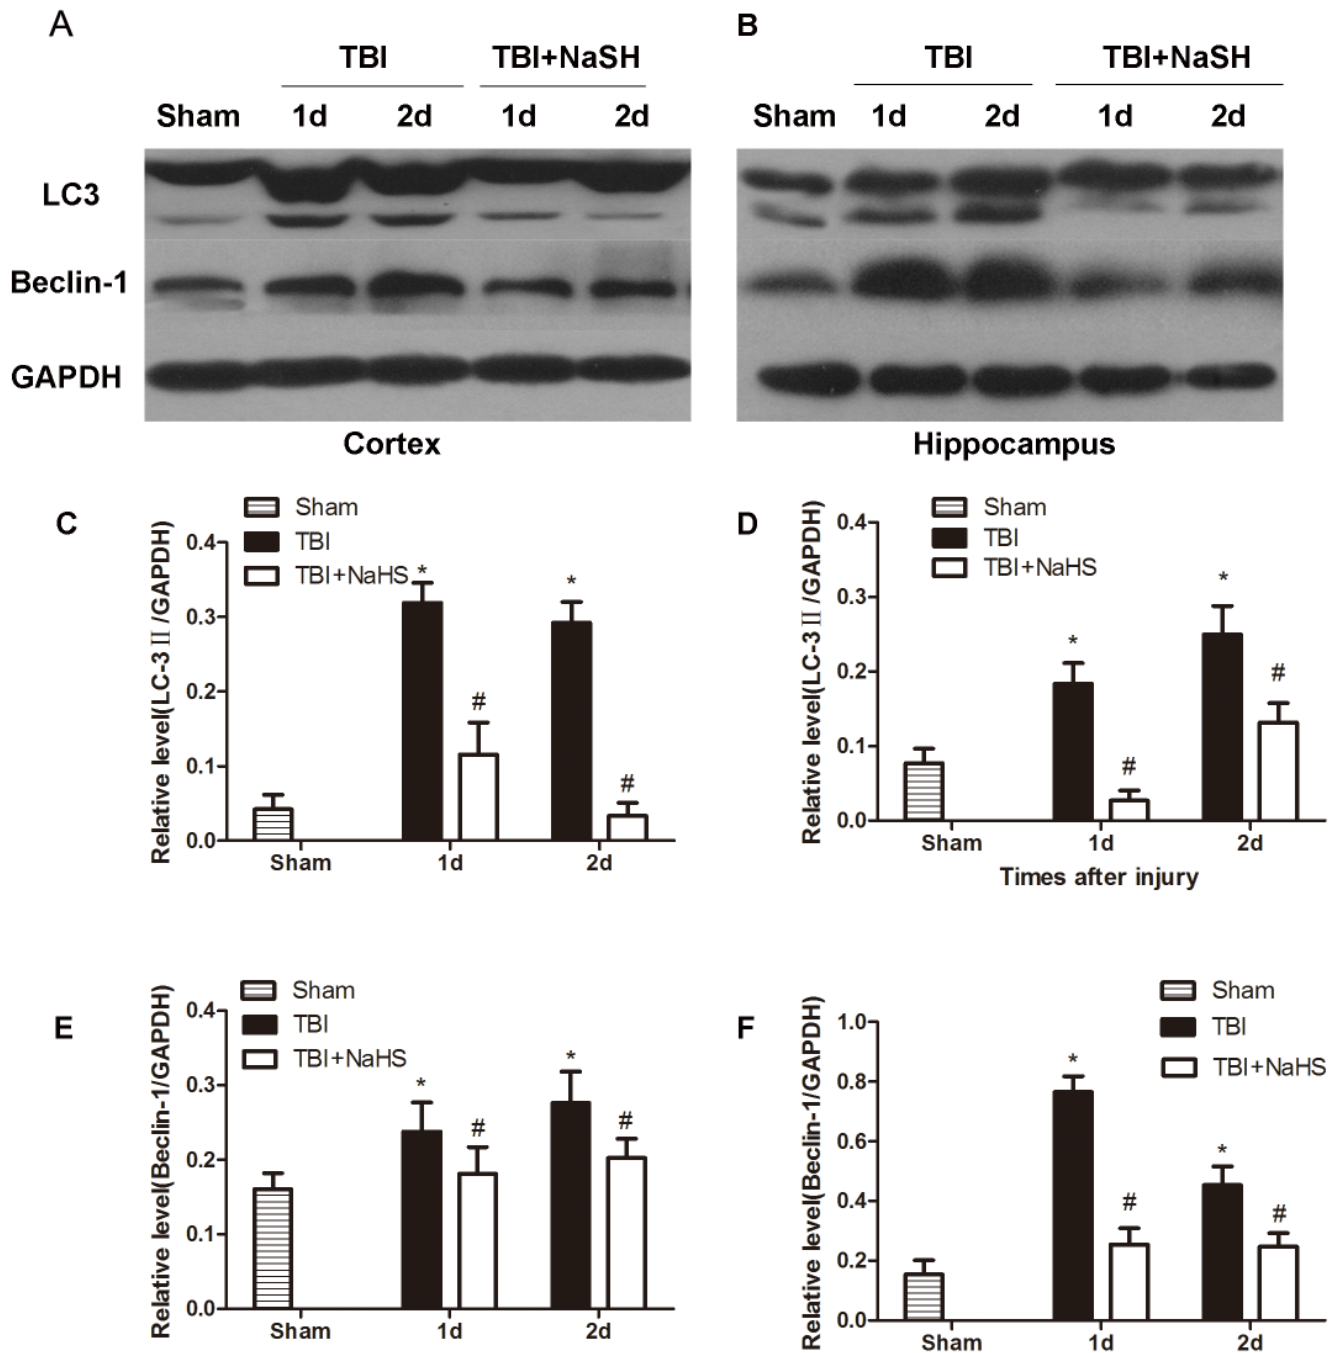 A
B
TBI
TBI+NaSH
TBI
TBI+NaSH
Sham 1d 2d 1d 2d
Sham 1d 2d 1d 2d
LC3
Beclin-1
GAPDH
Cortex
Hippocampus
C
Sham
TBI
TBI+NaHS
Relative level(LC-3 II /GAPDH)
0.4
0.3
0.2
0.1
0.0
*
#
*
#
Sham 1d 2d
D
Sham
TBI
TBI+NaHS
Relative level(LC-3 II /GAPDH)
0.4
0.3
0.2
0.1
0.0
*
#
*
#
Sham 1d 2d
Times after injury
E
Sham
TBI
TBI+NaHS
Relative level(Beclin-1/GAPDH)
0.4
0.3
0.2
0.1
0.0
*
#
*
#
Sham 1d 2d
F
Sham
TBI
TBI+NaHS
Relative level(Beclin-1/GAPDH)
1.0
0.8
0.6
0.4
0.2
0.0
*
#
*
#
Sham 1d 2d